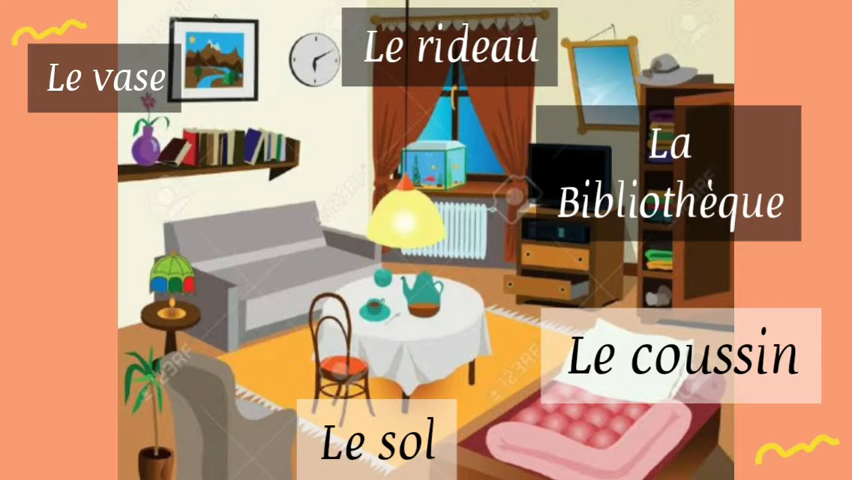 Le vase
Le rideau
La
Bibliothèque
Le coussin
Le sol